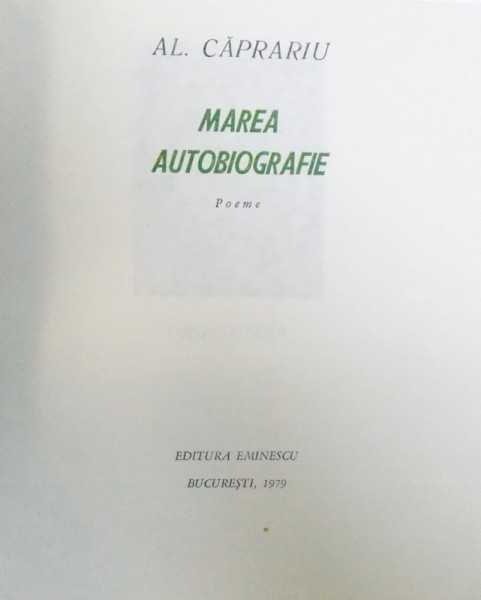 AL. CĂPRARIU
MAREA
AUTOBIOGRAFIE
Poeme
EDITURA EMINESCU
BUCUREȘTI, 1979